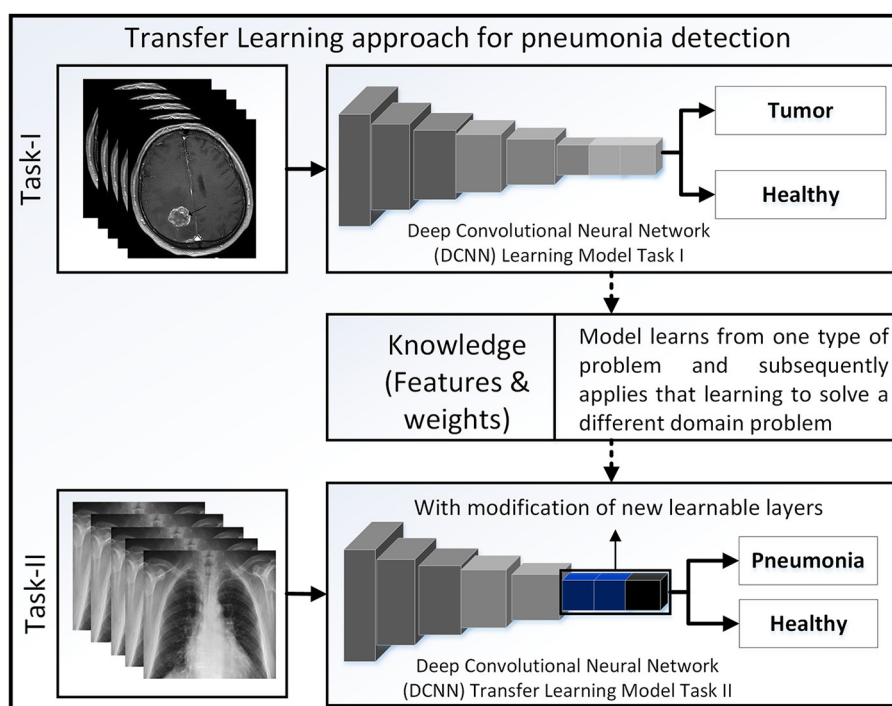 Transfer Learning approach for pneumonia detection
Task-I
Tumor
Healthy
Deep Convolutional Neural Network
(DCNN) Learning Model Task I
Knowledge
(Features &
weights)
Model learns from one type of
problem and subsequently
applies that learning to solve a
different domain problem
Task-II
With modification of new learnable layers
Pneumonia
Healthy
Deep Convolutional Neural Network
(DCNN) Transfer Learning Model Task II